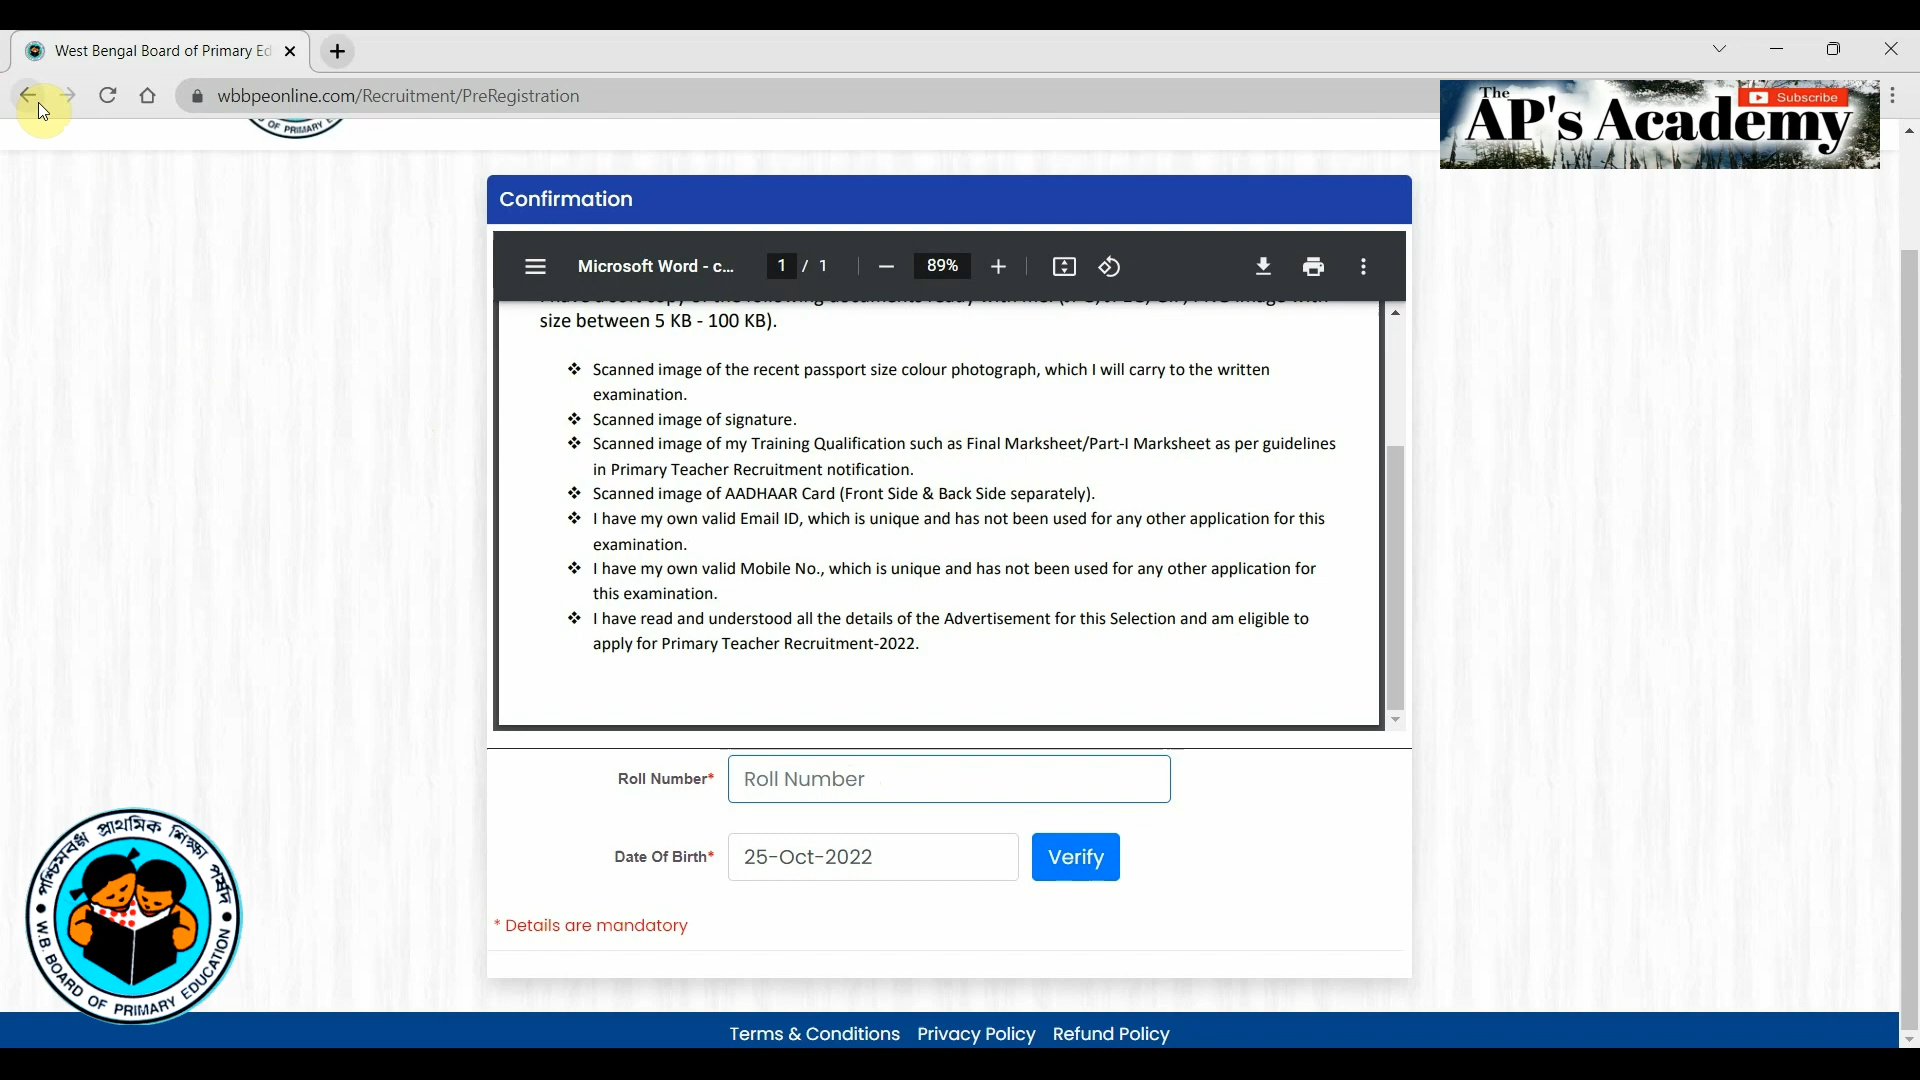 West Bengal Board of Primary Ed
wbbpeonline.com/Recruitment/PreRegistration
The
AP's Academy
Subscribe
OF PRIMARY E
Confirmation
Microsoft Word - c...
1 / 1
89%
size between 5 KB - 100 KB).
❖ Scanned image of the recent passport size colour photograph, which I will carry to the written
examination.
❖ Scanned image of signature.
❖ Scanned image of my Training Qualification such as Final Marksheet/Part-I Marksheet as per guidelines
in Primary Teacher Recruitment notification.
❖ Scanned image of AADHAAR Card (Front Side & Back Side separately).
❖ I have my own valid Email ID, which is unique and has not been used for any other application for this
examination.
❖ I have my own valid Mobile No., which is unique and has not been used for any other application for
this examination.
❖ I have read and understood all the details of the Advertisement for this Selection and am eligible to
apply for Primary Teacher Recruitment-2022.
Roll Number*
Roll Number
Date Of Birth*
25-Oct-2022
Verify
* Details are mandatory
পশ্চিমবঙ্গ প্রাথমিক শিক্ষা পর্ষদ
W.B. BOARD OF PRIMARY EDUCATION
Terms & Conditions Privacy Policy Refund Policy